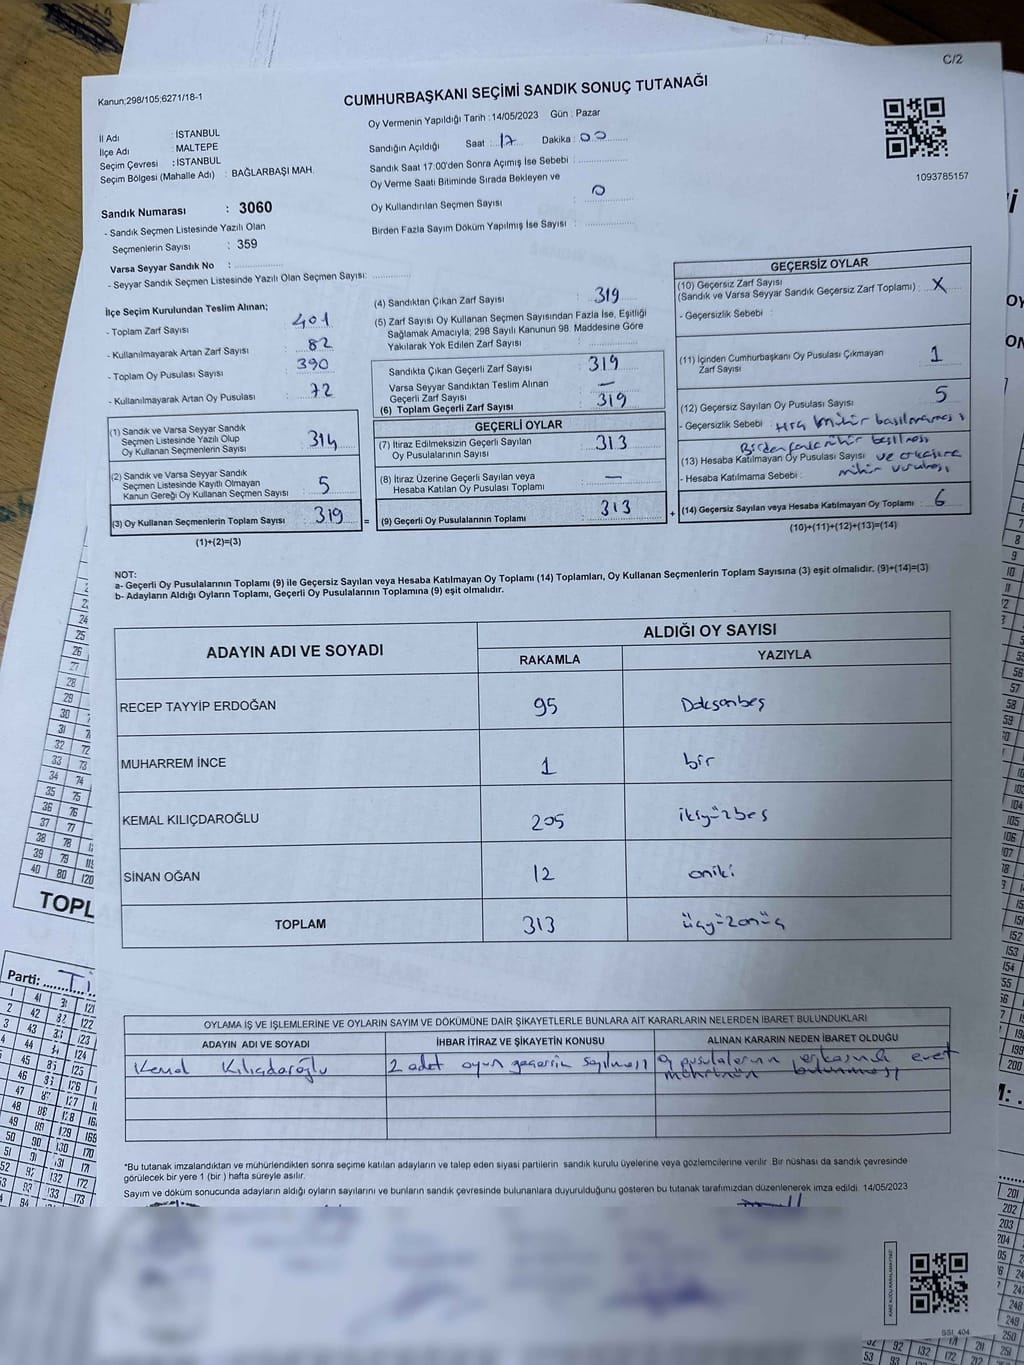 C/2
Kanun;298/105;6271/18-1
CUMHURBAŞKANI SEÇİMİ SANDIK SONUÇ TUTANAĞI
Oy Vermenin Yapıldığı Tarih : 14/05/2023 Gün : Pazar
İl Adı : İSTANBUL
İlçe Adı : MALTEPE
Seçim Çevresi : İSTANBUL
Seçim Bölgesi (Mahalle Adı) : BAĞLARBAŞI MAH.
Sandığın Açıldığı Saat : 17 Dakika : 00
Sandık Saat 17:00'den Sonra Açımış İse Sebebi :
Oy Verme Saati Bitiminde Sırada Bekleyen ve
Oy Kullandırılan Seçmen Sayısı : 0
Birden Fazla Sayım Döküm Yapılmış İse Sayısı :
1093785157
Sandık Numarası : 3060
- Sandık Seçmen Listesinde Yazılı Olan
Seçmenlerin Sayısı : 359
Varsa Seyyar Sandık No :
- Seyyar Sandık Seçmen Listesinde Yazılı Olan Seçmen Sayısı:
İlçe Seçim Kurulundan Teslim Alınan;
- Toplam Zarf Sayısı : 401
- Kullanılmayarak Artan Zarf Sayısı : 82
- Toplam Oy Pusulası Sayısı : 390
- Kullanılmayarak Artan Oy Pusulası : 72
(1) Sandık ve Varsa Seyyar Sandık
Seçmen Listesinde Yazılı Olup
Oy Kullanan Seçmenlerin Sayısı : 314
(2) Sandık ve Varsa Seyyar Sandık
Seçmen Listesinde Kayıtlı Olmayan
Kanun Gereği Oy Kullanan Seçmen Sayısı : 5
(3) Oy Kullanan Seçmenlerin Toplam Sayısı : 319
(1)+(2)=(3)
(4) Sandıktan Çıkan Zarf Sayısı : 319
(5) Zarf Sayısı Oy Kullanan Seçmen Sayısından Fazla İse, Eşitliği
Sağlamak Amacıyla; 298 Sayılı Kanunun 98. Maddesine Göre
Yakılarak Yok Edilen Zarf Sayısı :
Sandıkta Çıkan Geçerli Zarf Sayısı : 319
Varsa Seyyar Sandıktan Teslim Alınan
Geçerli Zarf Sayısı : —
(6) Toplam Geçerli Zarf Sayısı : 319
GEÇERLİ OYLAR
(7) İtiraz Edilmeksizin Geçerli Sayılan
Oy Pusulalarının Sayısı : 313
(8) İtiraz Üzerine Geçerli Sayılan veya
Hesaba Katılan Oy Pusulası Toplamı : —
= (9) Geçerli Oy Pusulalarının Toplamı : 313
GEÇERSİZ OYLAR
(10) Geçersiz Zarf Sayısı
(Sandık ve Varsa Seyyar Sandık Geçersiz Zarf Toplamı) : X
- Geçersizlik Sebebi :
(11) İçinden Cumhurbaşkanı Oy Pusulası Çıkmayan
Zarf Sayısı : 1
(12) Geçersiz Sayılan Oy Pusulası Sayısı : 5
- Geçersizlik Sebebi : Hiç mühür basılmaması
Birden fazla mühür basılması
(13) Hesaba Katılmayan Oy Pusulası Sayısı ve arkasına
- Hesaba Katılmama Sebebi : mühür vurulması
+ (14) Geçersiz Sayılan veya Hesaba Katılmayan Oy Toplamı : 6
(10)+(11)+(12)+(13)=(14)
NOT:
a- Geçerli Oy Pusulalarının Toplamı (9) ile Geçersiz Sayılan veya Hesaba Katılmayan Oy Toplamı (14) Toplamları, Oy Kullanan Seçmenlerin Toplam Sayısına (3) eşit olmalıdır. (9)+(14)=(3)
b- Adayların Aldığı Oyların Toplamı, Geçerli Oy Pusulalarının Toplamına (9) eşit olmalıdır.
ADAYIN ADI VE SOYADI
ALDIĞI OY SAYISI
RAKAMLA YAZIYLA
RECEP TAYYİP ERDOĞAN 95 Doksanbeş
MUHARREM İNCE 1 bir
KEMAL KILIÇDAROĞLU 205 ikiyüzbeş
SİNAN OĞAN 12 oniki
TOPLAM 313 üçyüzonüç
OYLAMA İŞ VE İŞLEMLERİNE VE OYLARIN SAYIM VE DÖKÜMÜNE DAİR ŞİKAYETLERLE BUNLARA AİT KARARLARIN NELERDEN İBARET BULUNDUKLARI
ADAYIN ADI VE SOYADI İHBAR İTİRAZ VE ŞİKAYETİN KONUSU ALINAN KARARIN NEDEN İBARET OLDUĞU
Kemal Kılıçdaroğlu 2 adet oyun geçersiz sayılması pusulalarının arkasında evet
mührünün bulunması
*Bu tutanak imzalandıktan ve mühürlendikten sonra seçime katılan adayların ve talep eden siyasi partilerin sandık kurulu üyelerine veya gözlemcilerine verilir. Bir nüshası da sandık çevresinde
görülecek bir yere 1 (bir ) hafta süreyle asılır.
Sayım ve döküm sonucunda adayların aldığı oyların sayılarını ve bunların sandık çevresinde bulunanlara duyurulduğunu gösteren bu tutanak tarafımızdan düzenlenerek imza edildi. 14/05/2023
SSI_404
TOPL
Parti: